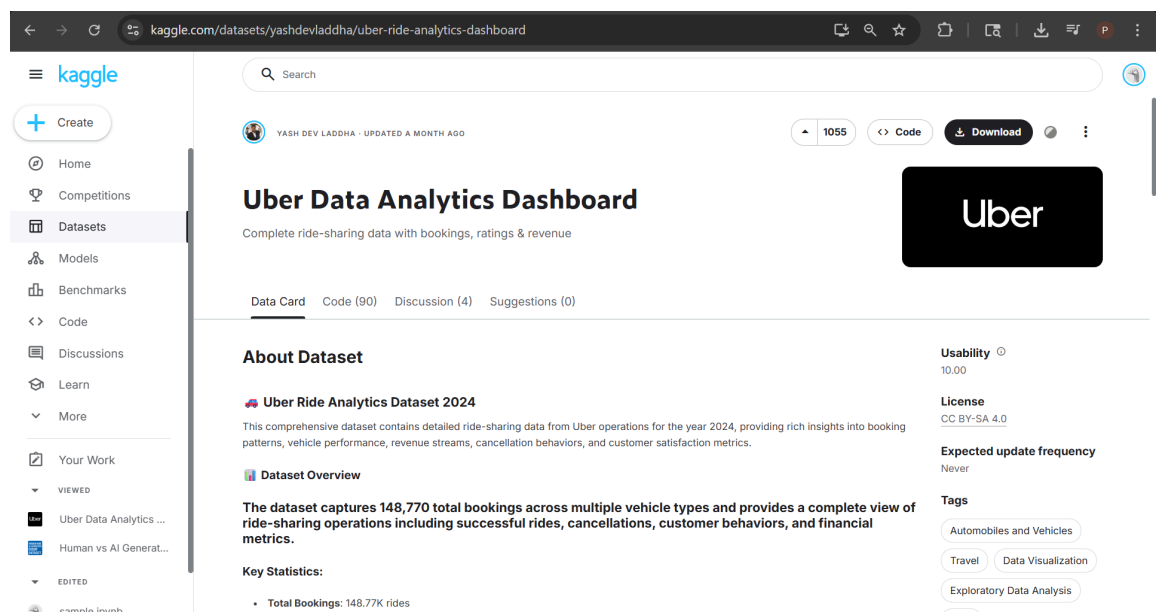 kaggle.com/datasets/yashdevladdha/uber-ride-analytics-dashboard
P
kaggle
Search
Create
Home
Competitions
Datasets
Models
Benchmarks
Code
Discussions
Learn
More
Your Work
VIEWED
Uber
Uber Data Analytics ...
Human vs AI Generat...
EDITED
sample.ipynb
YASH DEV LADDHA · UPDATED A MONTH AGO
1055
<> Code
Download
Uber Data Analytics Dashboard
Complete ride-sharing data with bookings, ratings & revenue
Uber
Data Card Code (90) Discussion (4) Suggestions (0)
About Dataset
🚗 Uber Ride Analytics Dataset 2024
This comprehensive dataset contains detailed ride-sharing data from Uber operations for the year 2024, providing rich insights into booking
patterns, vehicle performance, revenue streams, cancellation behaviors, and customer satisfaction metrics.
📊 Dataset Overview
The dataset captures 148,770 total bookings across multiple vehicle types and provides a complete view of
ride-sharing operations including successful rides, cancellations, customer behaviors, and financial
metrics.
Key Statistics:
• Total Bookings: 148.77K rides
Usability
10.00
License
CC BY-SA 4.0
Expected update frequency
Never
Tags
Automobiles and Vehicles
Travel Data Visualization
Exploratory Data Analysis